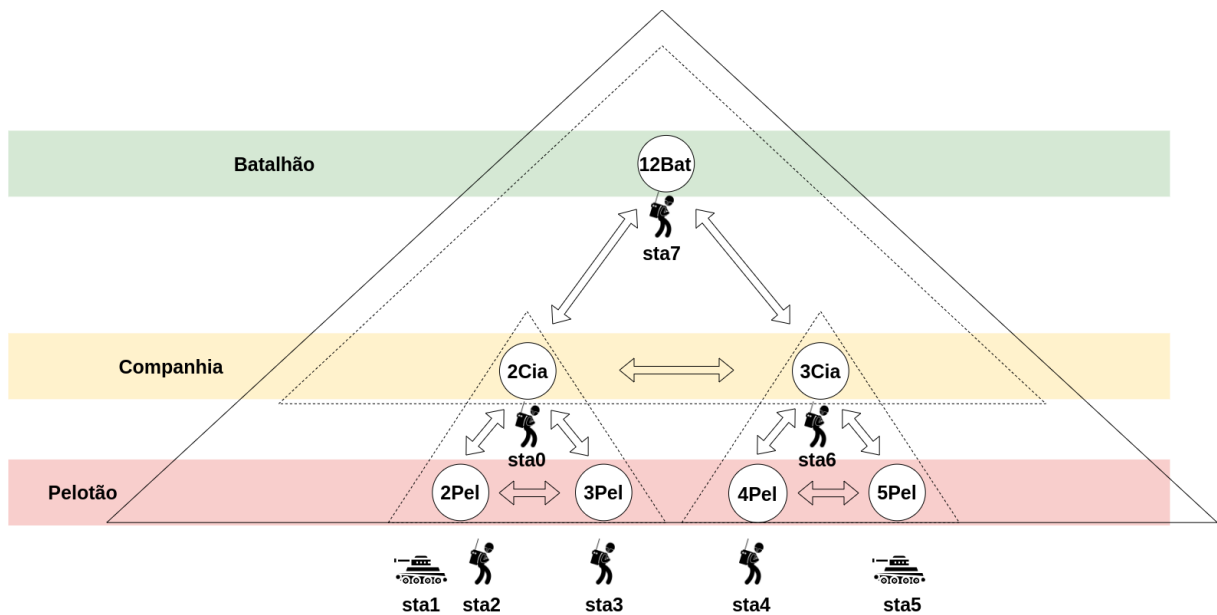 Batalhão
12Bat
sta7
Companhia
2Cia
3Cia
sta0
sta6
Pelotão
2Pel
3Pel
4Pel
5Pel
sta1
sta2
sta3
sta4
sta5